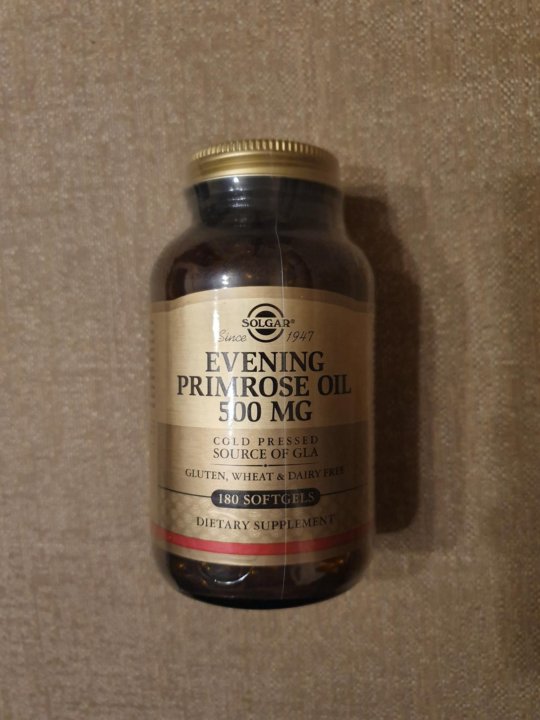 SOLGAR®
Since 1947
EVENING
PRIMROSE OIL
500 MG
COLD PRESSED
SOURCE OF GLA
GLUTEN, WHEAT & DAIRY FREE
180 SOFTGELS
DIETARY SUPPLEMENT